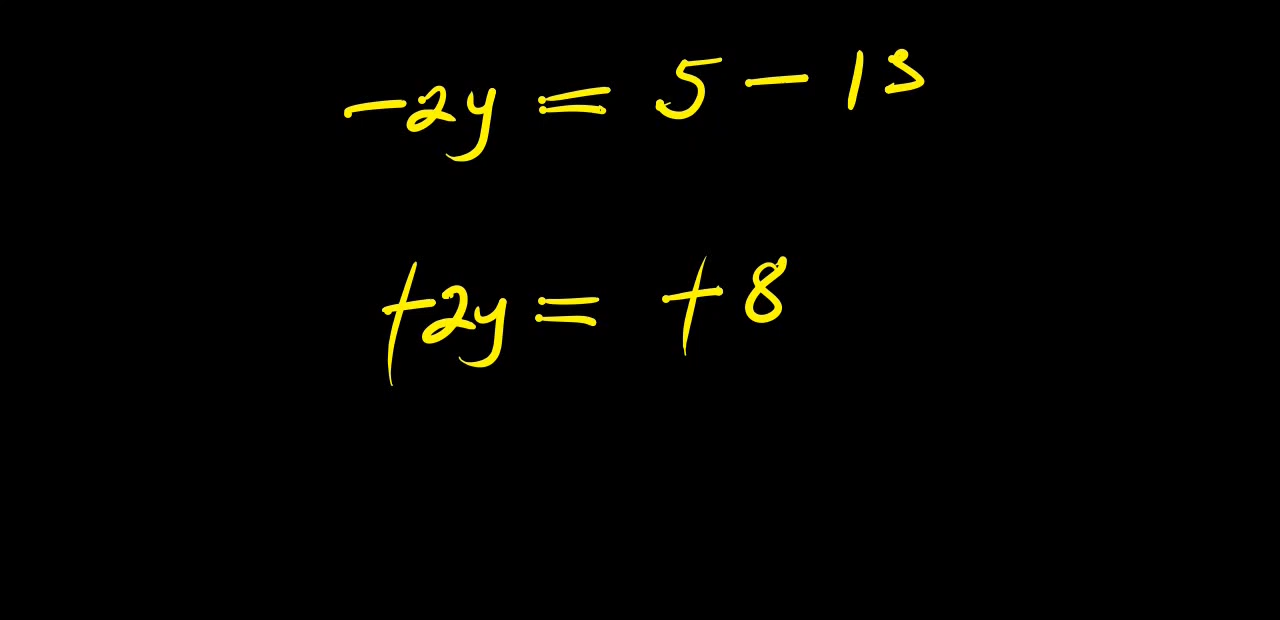 -2y = 5 - 13
+2y = +8